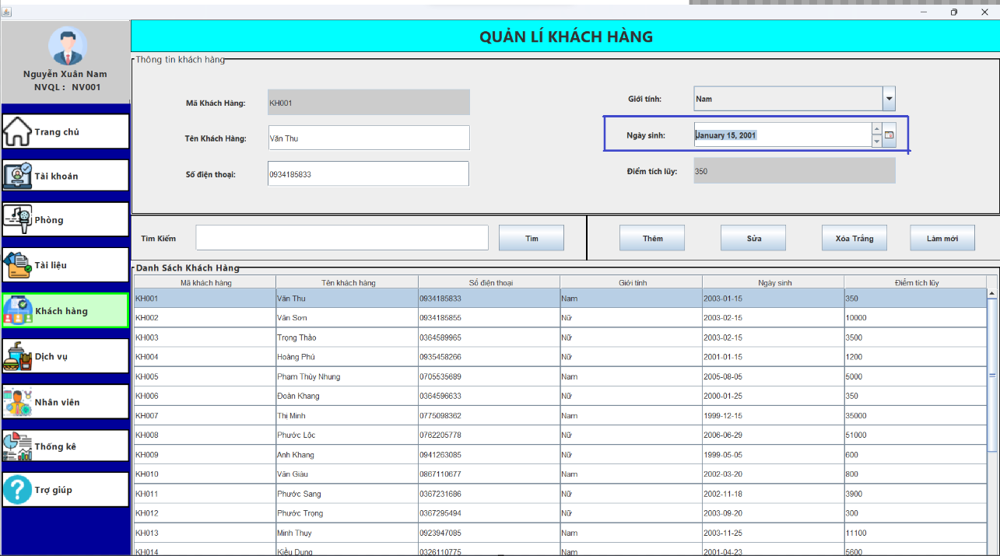 QUẢN LÍ KHÁCH HÀNG
Nguyễn Xuân Nam
NVQL : NV001
Trang chủ
Tài khoản
Phòng
Tài liệu
Khách hàng
Dịch vụ
Nhân viên
Thống kê
Trợ giúp
Thông tin khách hàng
Mã Khách Hàng: KH001
Giới tính: Nam
Tên Khách Hàng: Văn Thu
Ngày sinh: January 15, 2001
Số điện thoại: 0934185833
Điểm tích lũy: 350
Tìm Kiếm Tìm Thêm Sửa Xóa Trắng Làm mới
Danh Sách Khách Hàng
Mã khách hàng Tên khách hàng Số điện thoại Giới tính Ngày sinh Điểm tích lũy
KH001 Văn Thu 0934185833 Nam 2003-01-15 350
KH002 Văn Sơn 0934185855 Nữ 2003-02-15 10000
KH003 Trọng Thảo 0364589965 Nữ 2003-02-15 3500
KH004 Hoàng Phú 0935458266 Nữ 2001-01-15 1200
KH005 Phạm Thùy Nhung 0705535689 Nam 2005-08-05 5000
KH006 Đoàn Khang 0364596633 Nữ 2000-01-25 350
KH007 Thị Minh 0775098362 Nam 1999-12-15 35000
KH008 Phước Lộc 0762205778 Nữ 2006-06-29 51000
KH009 Anh Khang 0941263085 Nữ 1999-05-05 600
KH010 Văn Giàu 0867110677 Nam 2002-03-20 800
KH011 Phước Sang 0367231686 Nữ 2002-11-18 3900
KH012 Phước Trọng 0367295494 Nữ 2003-09-20 300
KH013 Minh Thuy 0923947085 Nam 2003-11-25 11100
KH014 Kiều Dung 0326110775 Nam 2001-04-23 5600